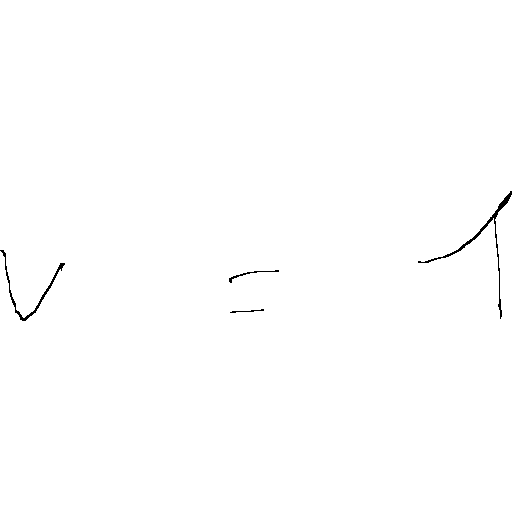 v = 1